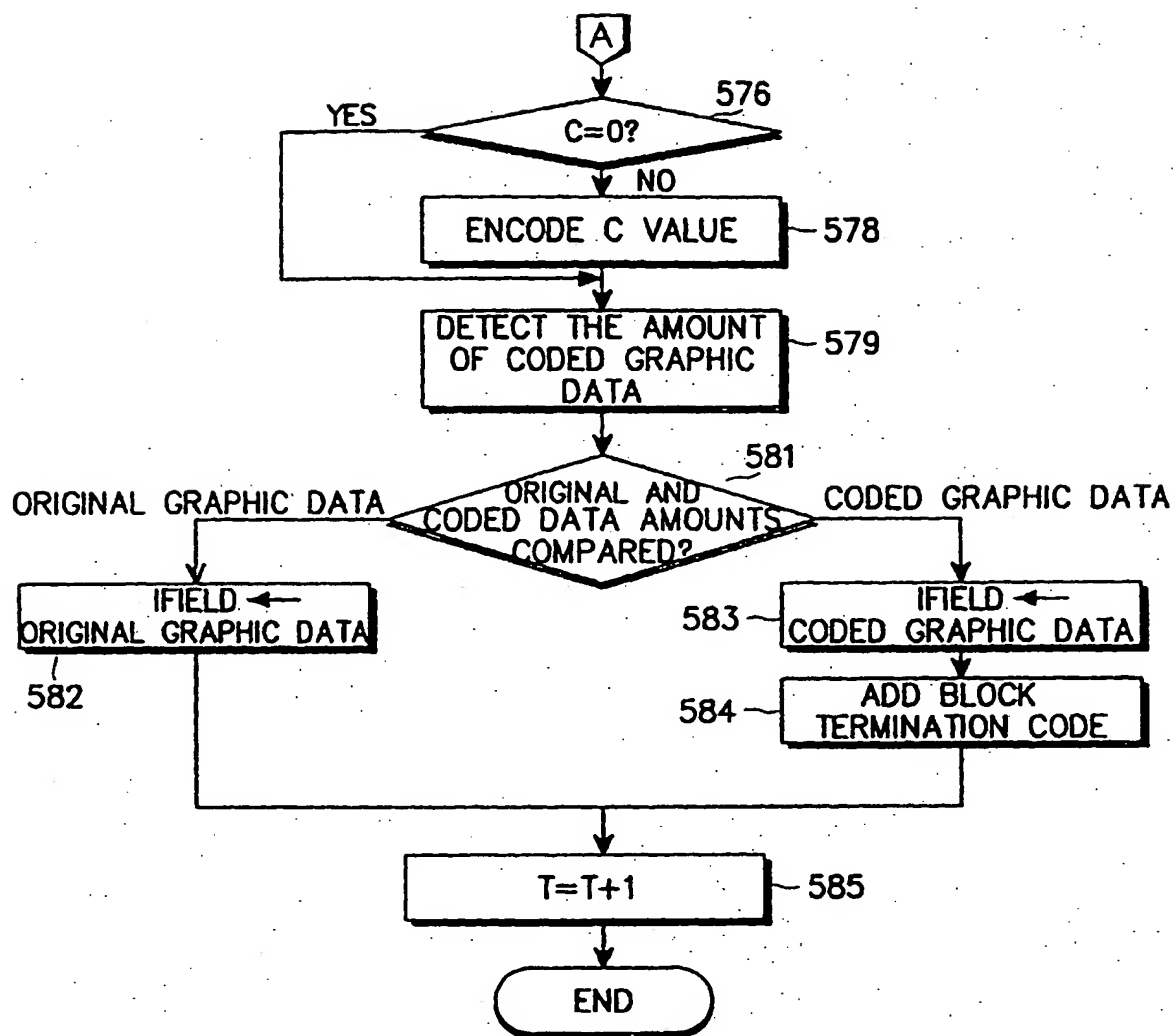 A
576
YES
C=0?
NO
ENCODE C VALUE
578
DETECT THE AMOUNT
OF CODED GRAPHIC
DATA
579
581
ORIGINAL GRAPHIC DATA
ORIGINAL AND
CODED DATA AMOUNTS
COMPARED?
CODED GRAPHIC DATA
IFIELD ←
ORIGINAL GRAPHIC DATA
582
583
IFIELD ←
CODED GRAPHIC DATA
584
ADD BLOCK
TERMINATION CODE
T=T+1
585
END